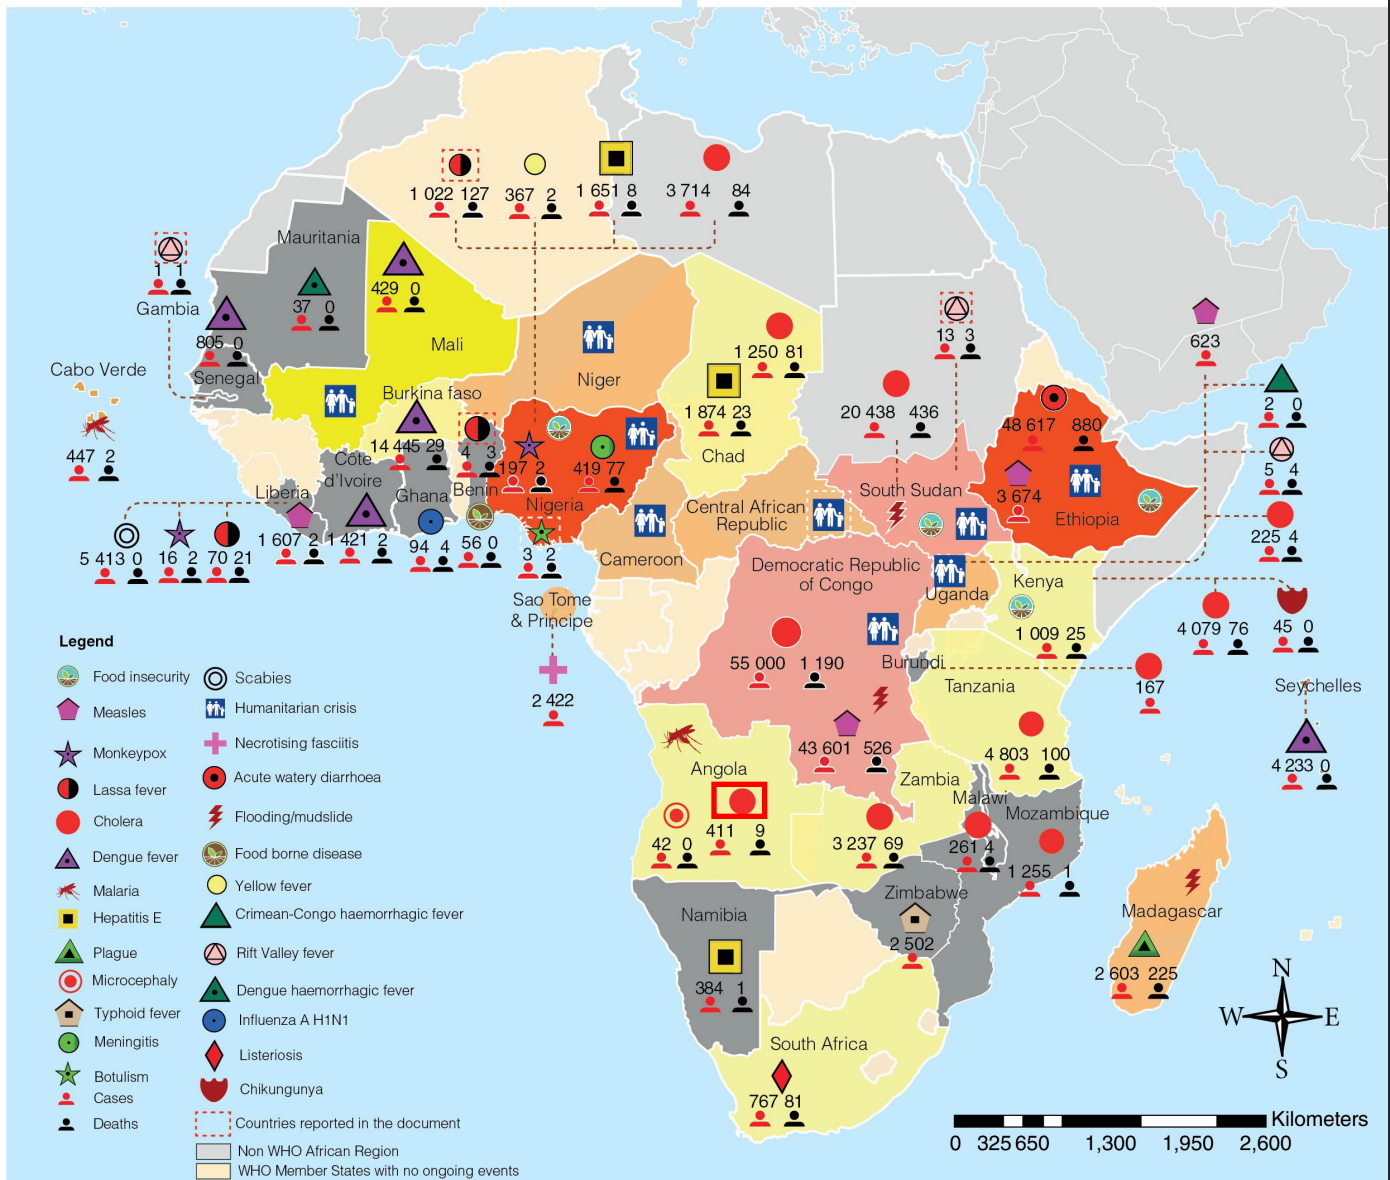 1 022 127
367 2
1 651 8
3 714 84
Mauritania
37 0
429 0
Mali
1 1
Gambia
805 0
Senegal
Cabo Verde
447 2
Niger
Burkina faso
14 445 29
4 3
197 2
419 77
Nigeria
1 250 81
1 874 23
Chad
20 438 436
13 3
623
2 0
5 4
225 4
48 617 880
3 674
Ethiopia
South Sudan
Central African
Republic
Cameroon
Côte
d'Ivoire
Liberia
Ghana
Benin
5 413 0
16 2
70 21
1 607 2
1 421 2
94 4
56 0
3 2
Sao Tome
& Principe
2 422
Democratic Republic
of Congo
55 000 1 190
43 601 526
Uganda
Kenya
1 009 25
4 079 76
45 0
Burundi
167
Tanzania
4 803 100
Seychelles
4 233 0
Angola
42 0
411 9
Zambia
3 237 69
Malawi
261 4
Mozambique
1 255 1
Zimbabwe
2 502
Namibia
384 1
Madagascar
2 603 225
South Africa
767 81
Legend
Food insecurity
Measles
Monkeypox
Lassa fever
Cholera
Dengue fever
Malaria
Hepatitis E
Plague
Microcephaly
Typhoid fever
Meningitis
Botulism
Cases
Deaths
Scabies
Humanitarian crisis
Necrotising fasciitis
Acute watery diarrhoea
Flooding/mudslide
Food borne disease
Yellow fever
Crimean-Congo haemorrhagic fever
Rift Valley fever
Dengue haemorrhagic fever
Influenza A H1N1
Listeriosis
Chikungunya
Countries reported in the document
Non WHO African Region
WHO Member States with no ongoing events
N
W E
S
Kilometers
0 325 650 1,300 1,950 2,600